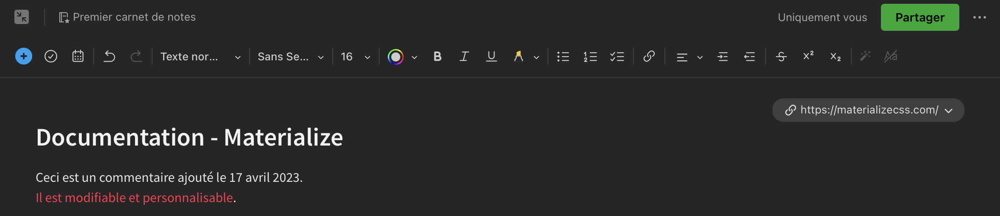 Premier carnet de notes
Uniquement vous
Partager
Texte nor...
Sans Se...
16
https://materializecss.com/
Documentation - Materialize
Ceci est un commentaire ajouté le 17 avril 2023.
Il est modifiable et personnalisable.